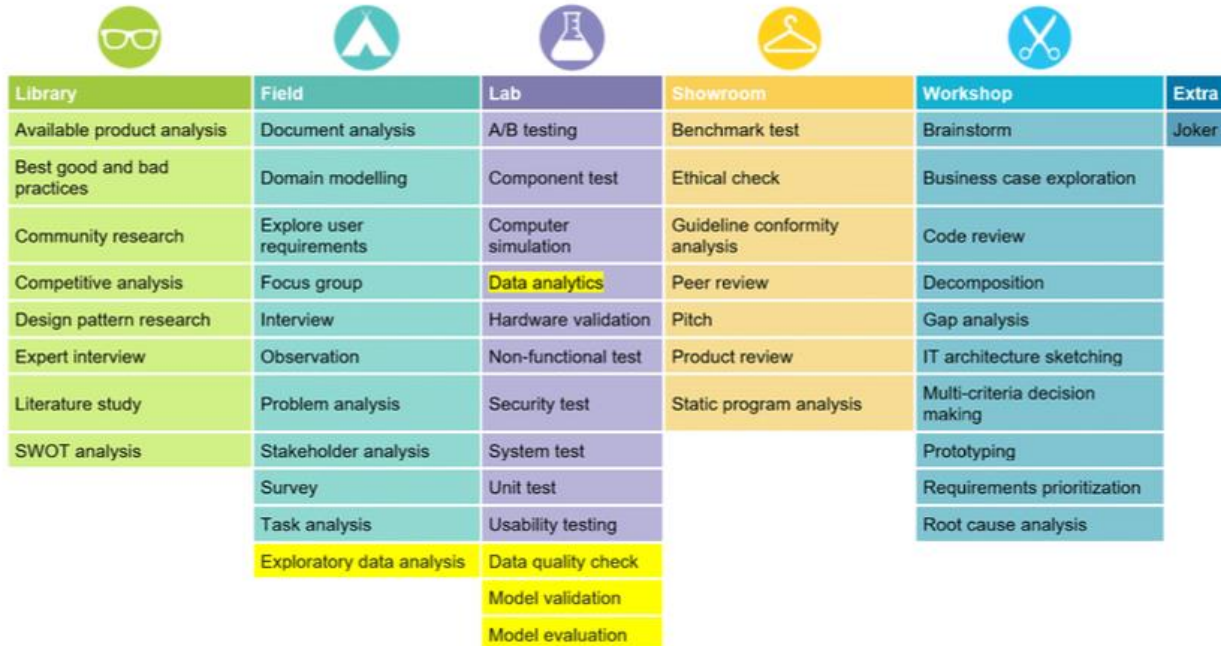 Library Field Lab Showroom Workshop Extra
Available product analysis Document analysis A/B testing Benchmark test Brainstorm Joker
Best good and bad
practices Domain modelling Component test Ethical check Business case exploration
Community research Explore user
requirements Computer
simulation Guideline conformity
analysis Code review
Competitive analysis Focus group Data analytics Peer review Decomposition
Design pattern research Interview Hardware validation Pitch Gap analysis
Expert interview Observation Non-functional test Product review IT architecture sketching
Literature study Problem analysis Security test Static program analysis Multi-criteria decision
making
SWOT analysis Stakeholder analysis System test Prototyping
Survey Unit test Requirements prioritization
Task analysis Usability testing Root cause analysis
Exploratory data analysis Data quality check
Model validation
Model evaluation